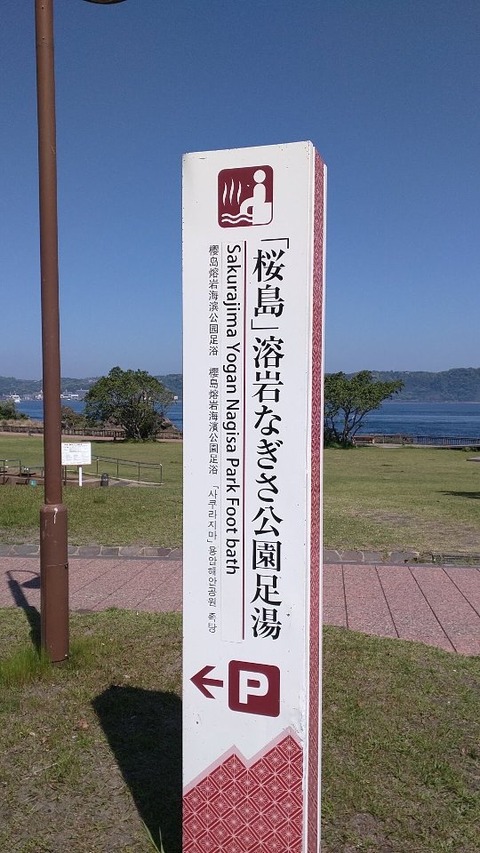 「桜島」溶岩なぎさ公園足湯
Sakurajima Yogan Nagisa Park Foot bath
櫻岛熔岩海滨公园足浴 櫻島熔岩海濱公園足浴 「사쿠라지마」 용암해안공원 족탕
P